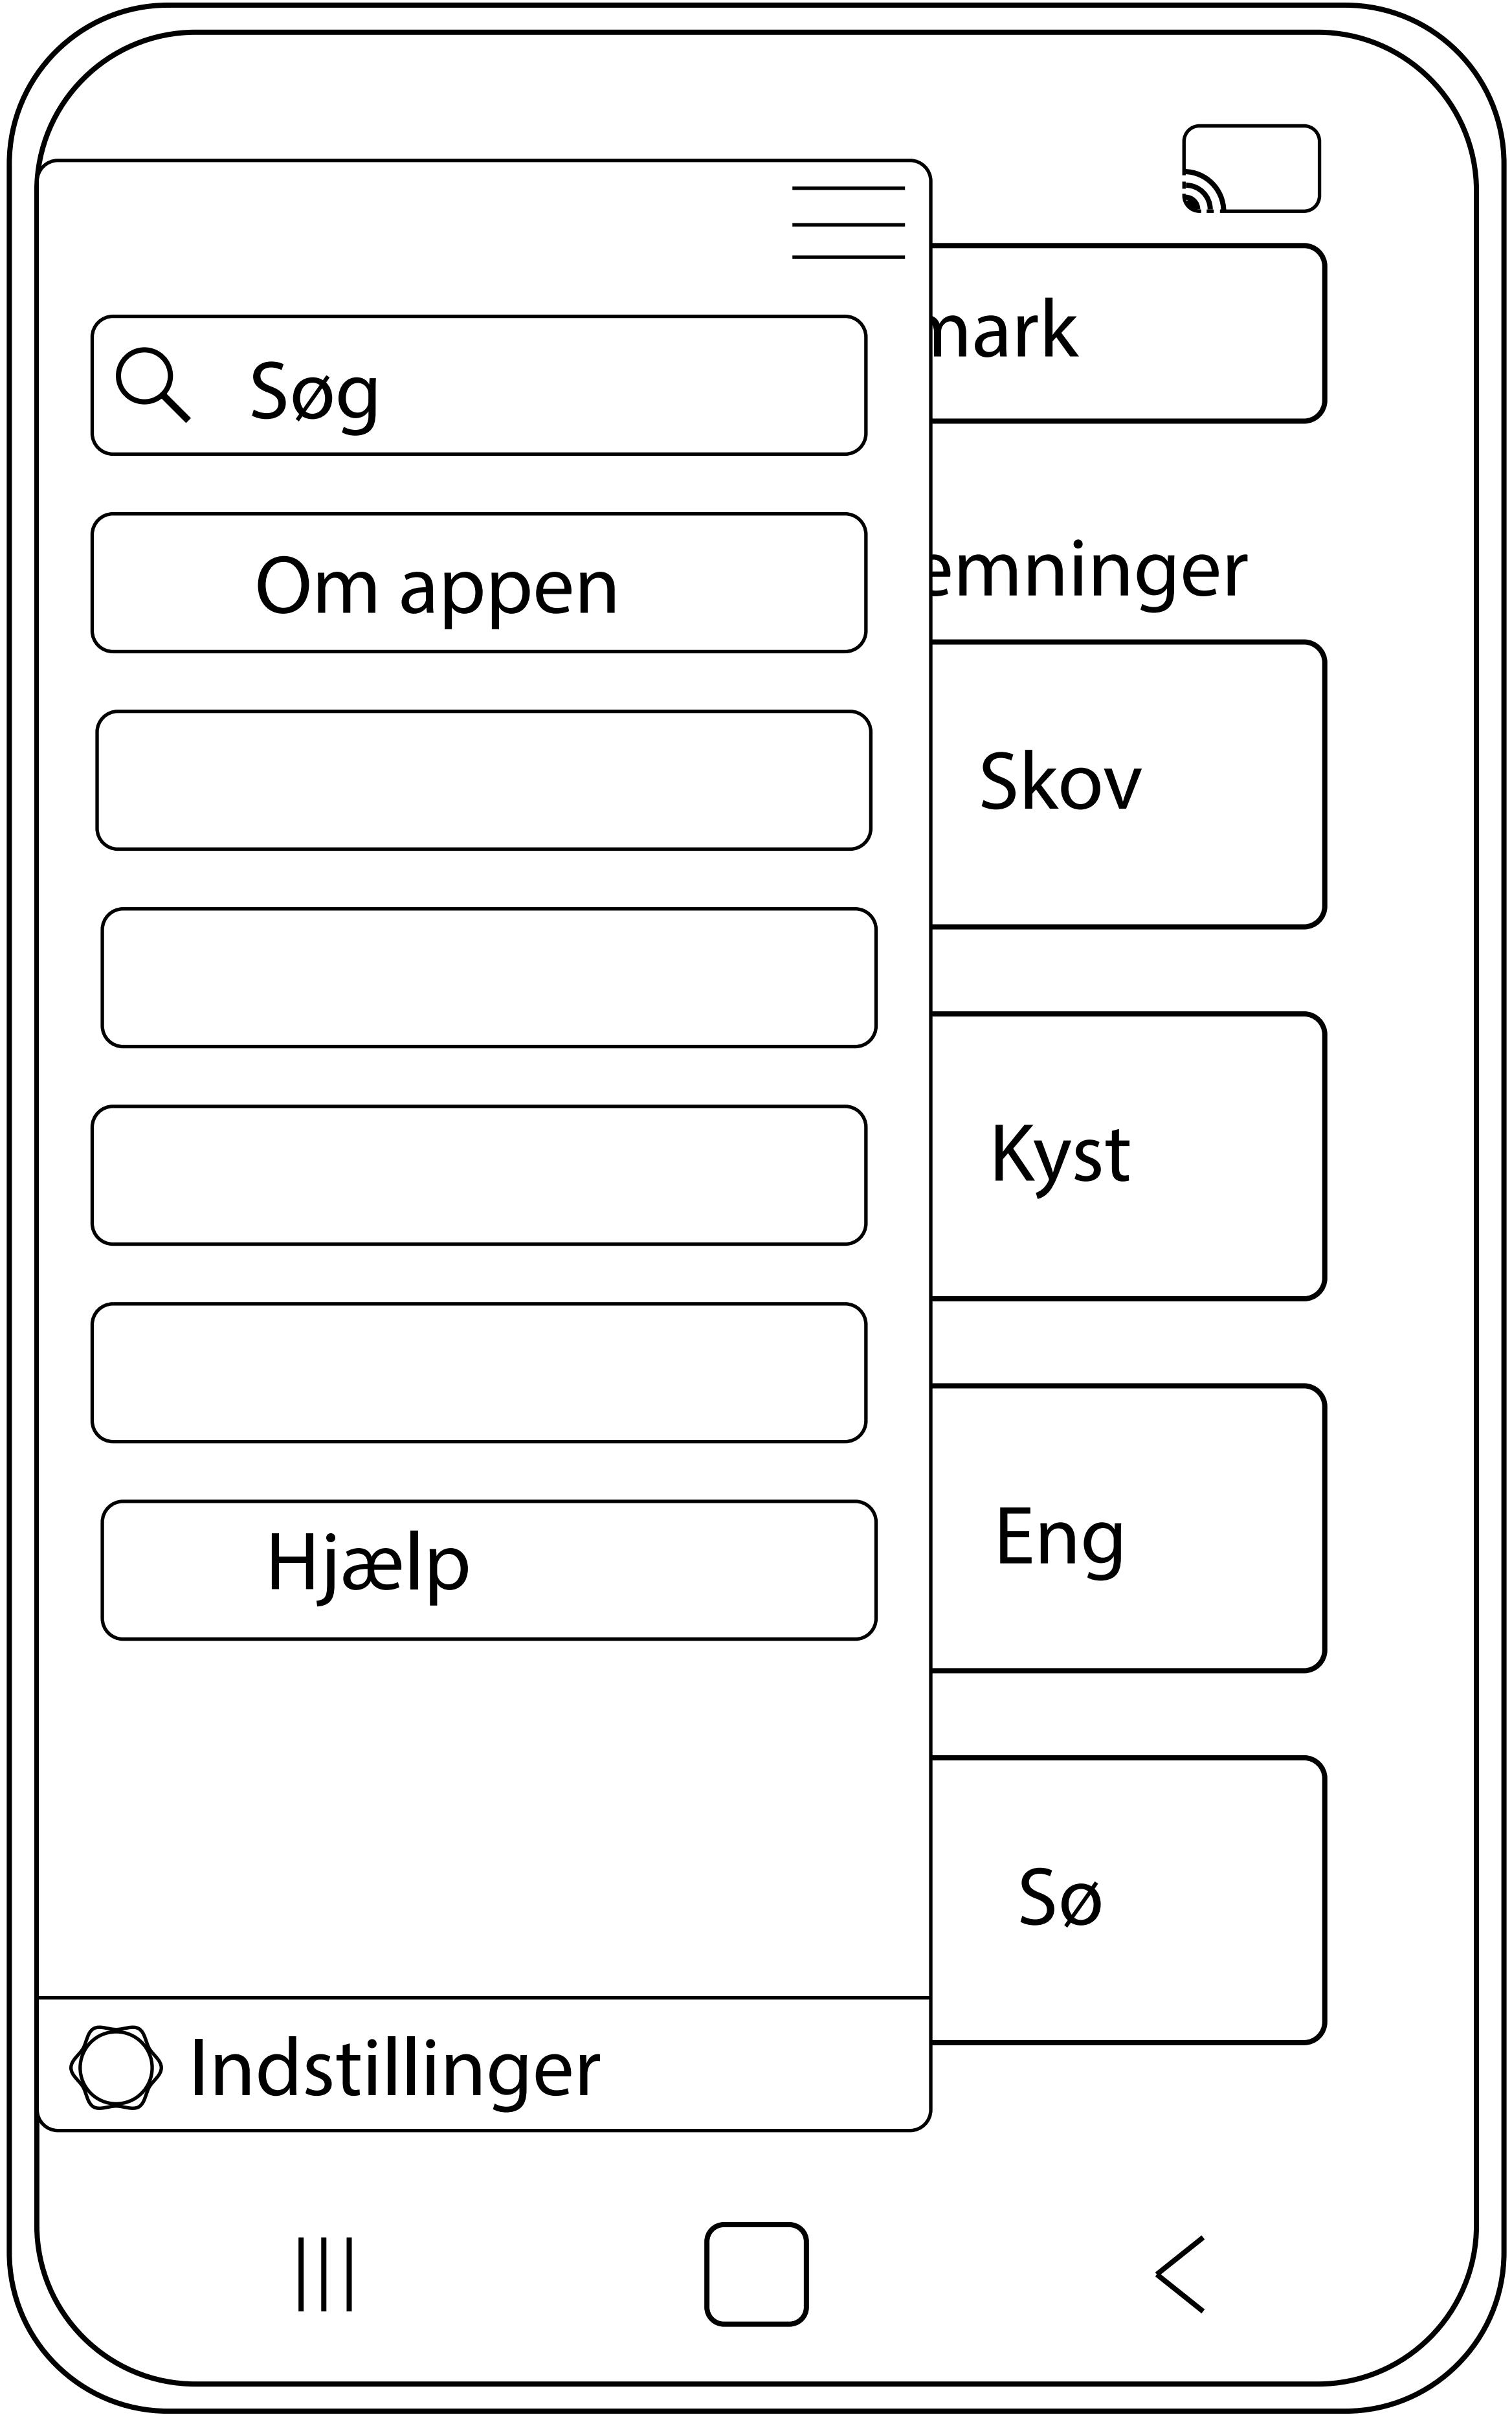 Søg
Om appen
Hjælp
Indstillinger
mark
emninger
Skov
Kyst
Eng
Sø